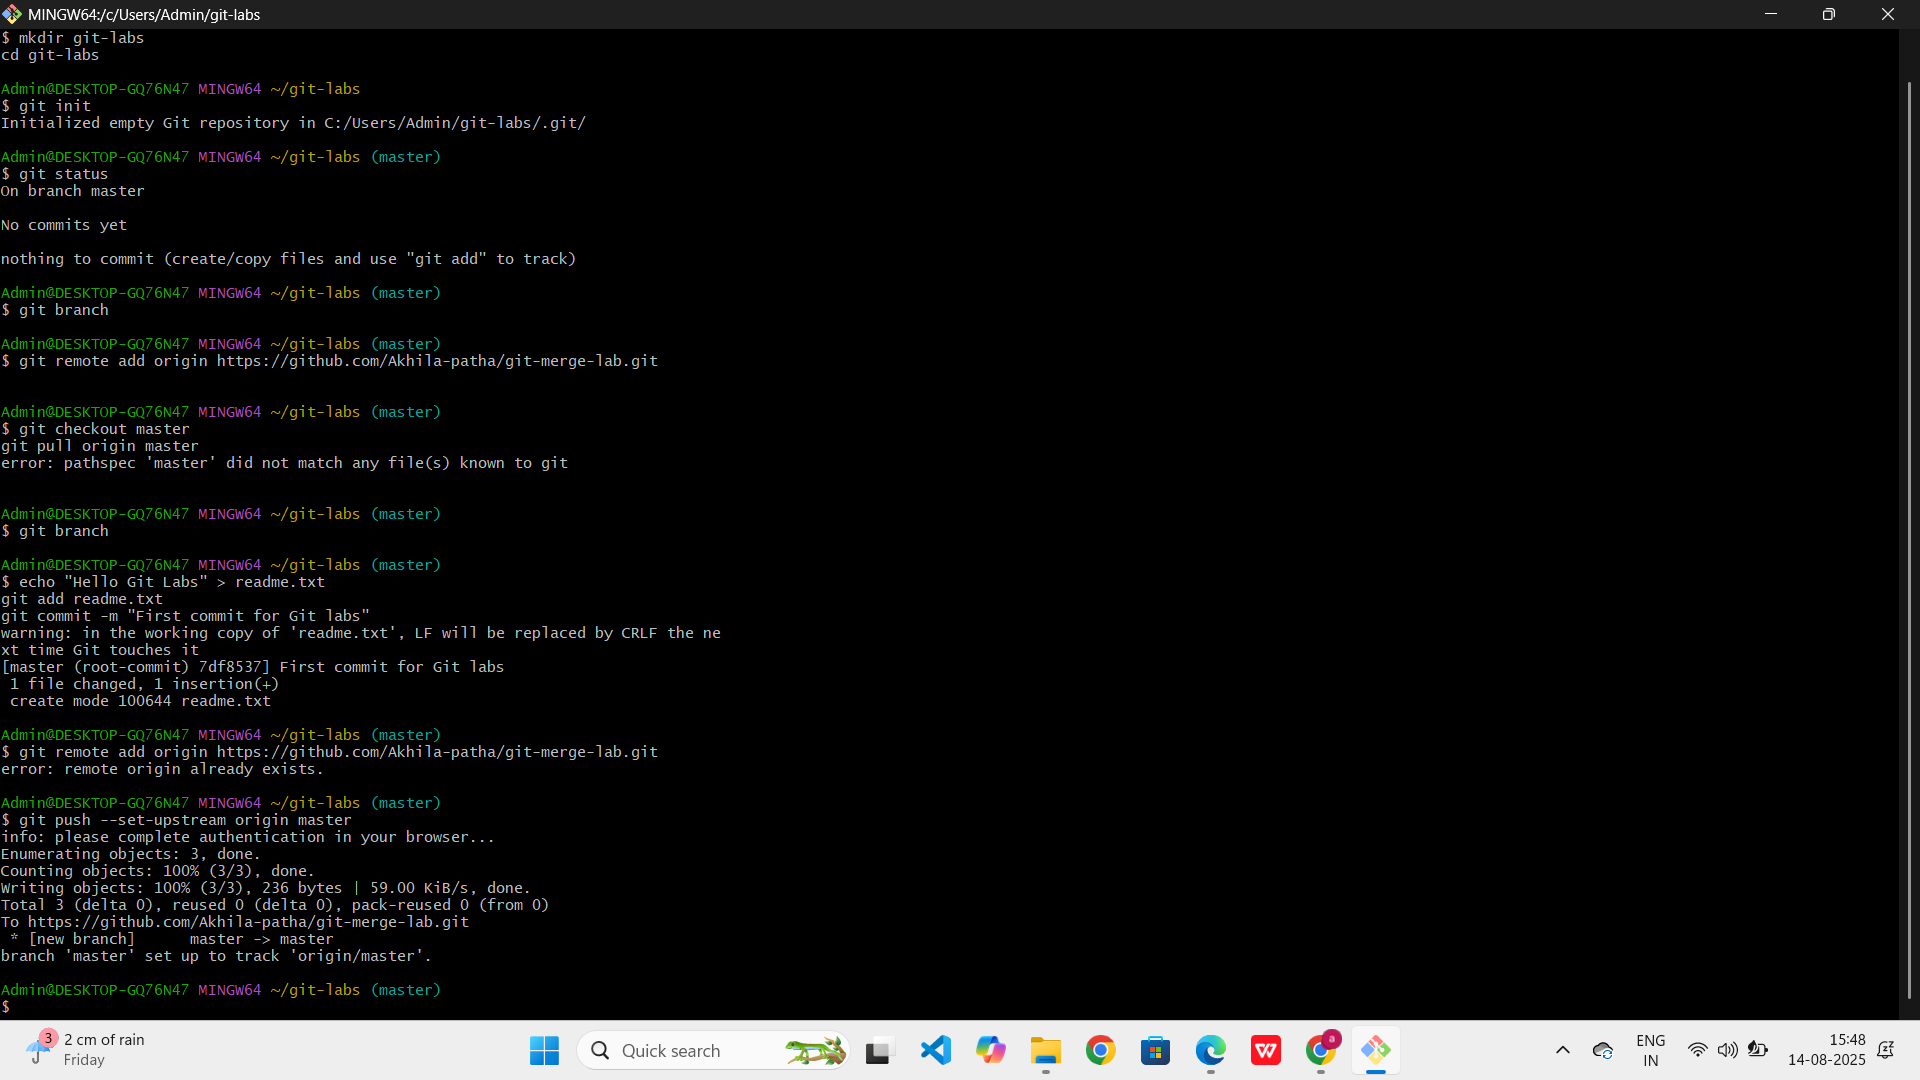 MINGW64:/c/Users/Admin/git-labs
$ mkdir git-labs
cd git-labs
Admin@DESKTOP-GQ76N47 MINGW64 ~/git-labs
$ git init
Initialized empty Git repository in C:/Users/Admin/git-labs/.git/
Admin@DESKTOP-GQ76N47 MINGW64 ~/git-labs (master)
$ git status
On branch master
No commits yet
nothing to commit (create/copy files and use "git add" to track)
Admin@DESKTOP-GQ76N47 MINGW64 ~/git-labs (master)
$ git branch
Admin@DESKTOP-GQ76N47 MINGW64 ~/git-labs (master)
$ git remote add origin https://github.com/Akhila-patha/git-merge-lab.git
Admin@DESKTOP-GQ76N47 MINGW64 ~/git-labs (master)
$ git checkout master
git pull origin master
error: pathspec 'master' did not match any file(s) known to git
Admin@DESKTOP-GQ76N47 MINGW64 ~/git-labs (master)
$ git branch
Admin@DESKTOP-GQ76N47 MINGW64 ~/git-labs (master)
$ echo "Hello Git Labs" > readme.txt
git add readme.txt
git commit -m "First commit for Git labs"
warning: in the working copy of 'readme.txt', LF will be replaced by CRLF the ne
xt time Git touches it
[master (root-commit) 7df8537] First commit for Git labs
1 file changed, 1 insertion(+)
create mode 100644 readme.txt
Admin@DESKTOP-GQ76N47 MINGW64 ~/git-labs (master)
$ git remote add origin https://github.com/Akhila-patha/git-merge-lab.git
error: remote origin already exists.
Admin@DESKTOP-GQ76N47 MINGW64 ~/git-labs (master)
$ git push --set-upstream origin master
info: please complete authentication in your browser...
Enumerating objects: 3, done.
Counting objects: 100% (3/3), done.
Writing objects: 100% (3/3), 236 bytes | 59.00 KiB/s, done.
Total 3 (delta 0), reused 0 (delta 0), pack-reused 0 (from 0)
To https://github.com/Akhila-patha/git-merge-lab.git
* [new branch]      master -> master
branch 'master' set up to track 'origin/master'.
Admin@DESKTOP-GQ76N47 MINGW64 ~/git-labs (master)
$
3
2 cm of rain
Friday
Quick search
W
a
ENG
IN
15:48
14-08-2025